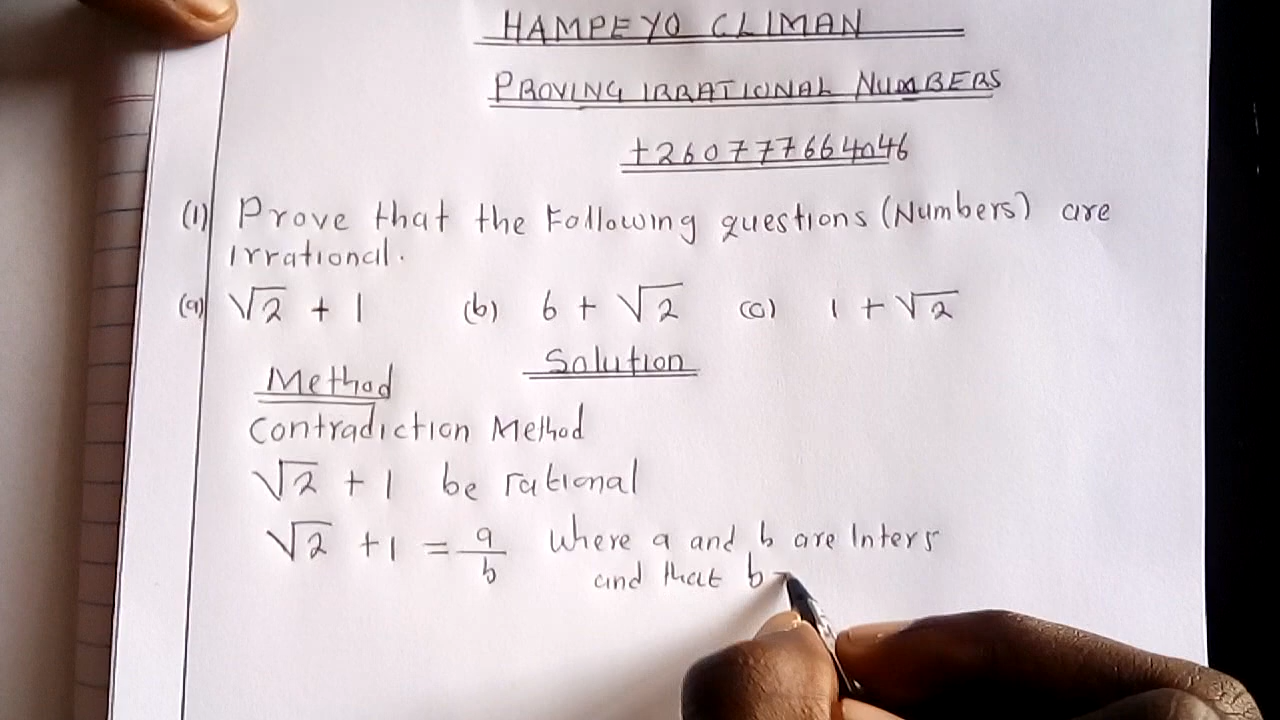 HAMPEYO CLIMAN
PROVING IRRATIONAL NUMBERS
+260777664046
(1) Prove that the Following questions (Numbers) are
irrational.
(a) √2 + 1 (b) 6 + √2 (c) 1 + √2
Solution
Method
Contradiction Method
√2 + 1 be rational
√2 + 1 = a/b Where a and b are Inters
and that b